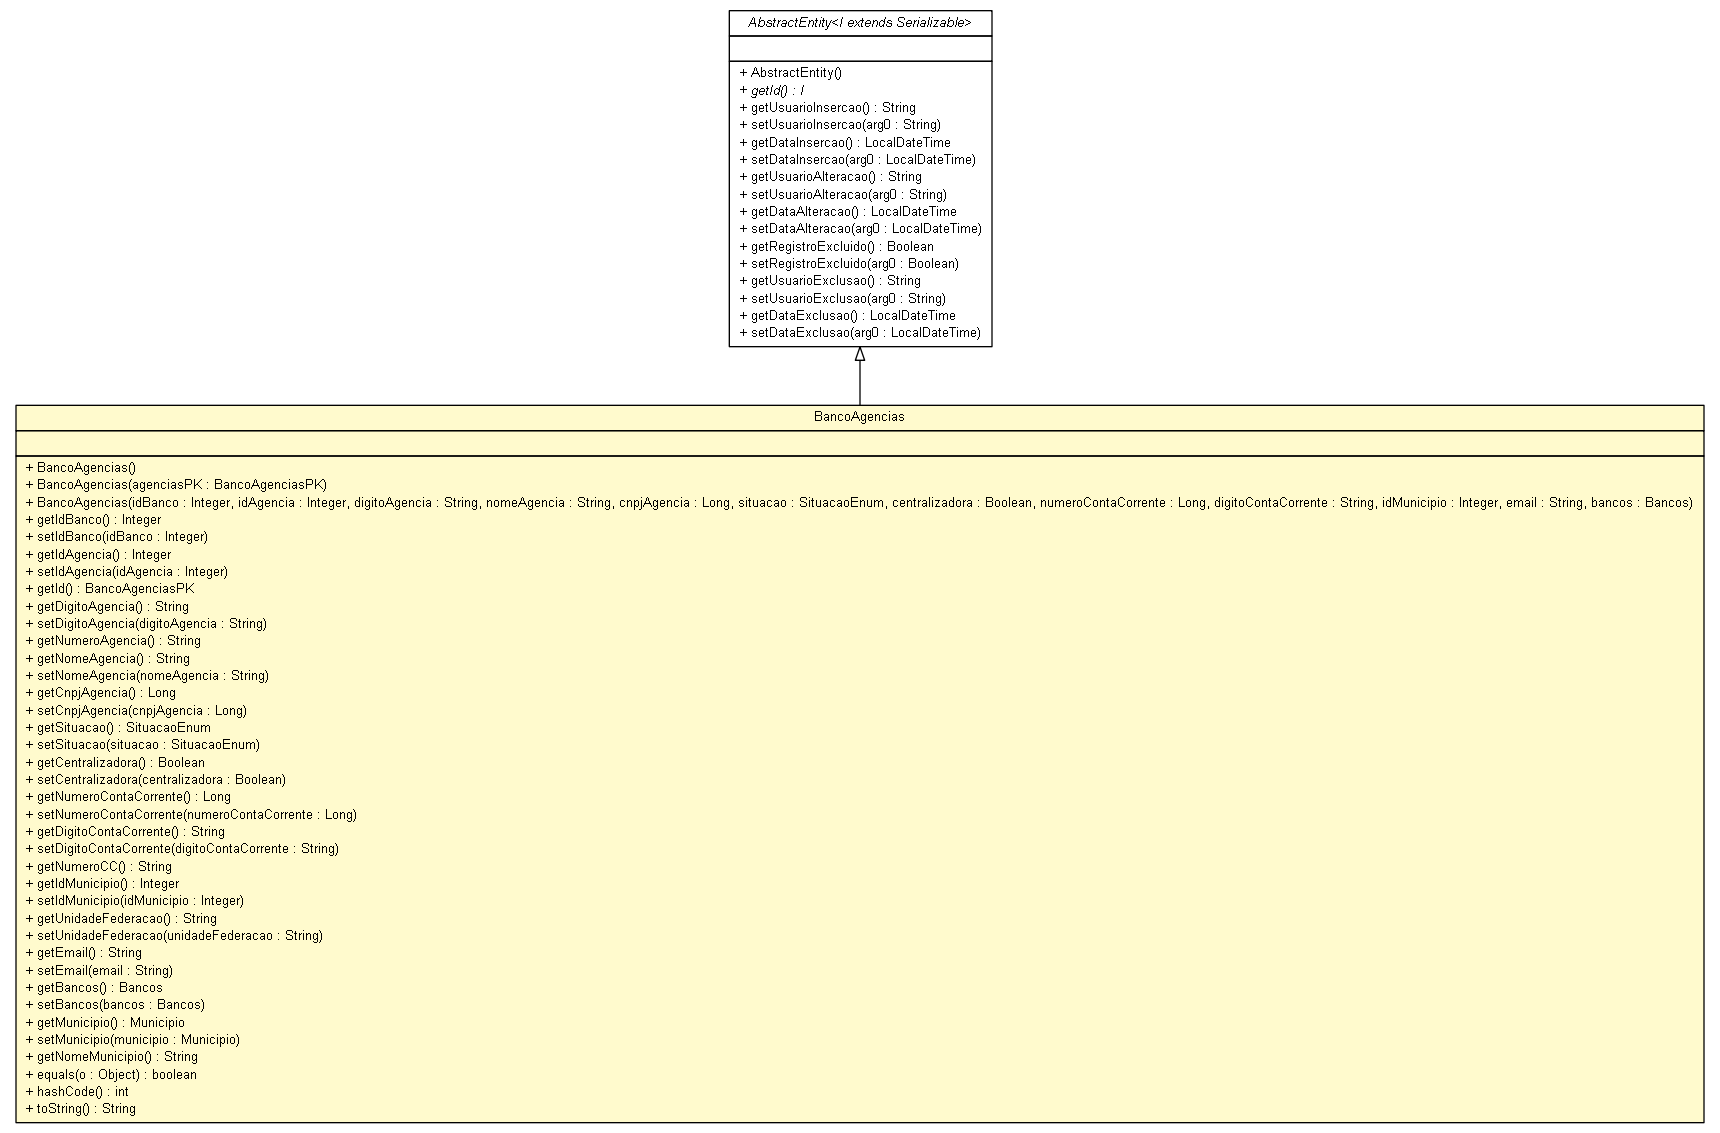 AbstractEntity<I extends Serializable>
+ AbstractEntity()
+ getId() : I
+ getUsuarioInsercao() : String
+ setUsuarioInsercao(arg0 : String)
+ getDataInsercao() : LocalDateTime
+ setDataInsercao(arg0 : LocalDateTime)
+ getUsuarioAlteracao() : String
+ setUsuarioAlteracao(arg0 : String)
+ getDataAlteracao() : LocalDateTime
+ setDataAlteracao(arg0 : LocalDateTime)
+ getRegistroExcluido() : Boolean
+ setRegistroExcluido(arg0 : Boolean)
+ getUsuarioExclusao() : String
+ setUsuarioExclusao(arg0 : String)
+ getDataExclusao() : LocalDateTime
+ setDataExclusao(arg0 : LocalDateTime)
BancoAgencias
+ BancoAgencias()
+ BancoAgencias(agenciasPK : BancoAgenciasPK)
+ BancoAgencias(idBanco : Integer, idAgencia : Integer, digitoAgencia : String, nomeAgencia : String, cnpjAgencia : Long, situacao : SituacaoEnum, centralizadora : Boolean, numeroContaCorrente : Long, digitoContaCorrente : String, idMunicipio : Integer, email : String, bancos : Bancos)
+ getIdBanco() : Integer
+ setIdBanco(idBanco : Integer)
+ getIdAgencia() : Integer
+ setIdAgencia(idAgencia : Integer)
+ getId() : BancoAgenciasPK
+ getDigitoAgencia() : String
+ setDigitoAgencia(digitoAgencia : String)
+ getNumeroAgencia() : String
+ getNomeAgencia() : String
+ setNomeAgencia(nomeAgencia : String)
+ getCnpjAgencia() : Long
+ setCnpjAgencia(cnpjAgencia : Long)
+ getSituacao() : SituacaoEnum
+ setSituacao(situacao : SituacaoEnum)
+ getCentralizadora() : Boolean
+ setCentralizadora(centralizadora : Boolean)
+ getNumeroContaCorrente() : Long
+ setNumeroContaCorrente(numeroContaCorrente : Long)
+ getDigitoContaCorrente() : String
+ setDigitoContaCorrente(digitoContaCorrente : String)
+ getNumeroCC() : String
+ getIdMunicipio() : Integer
+ setIdMunicipio(idMunicipio : Integer)
+ getUnidadeFederacao() : String
+ setUnidadeFederacao(unidadeFederacao : String)
+ getEmail() : String
+ setEmail(email : String)
+ getBancos() : Bancos
+ setBancos(bancos : Bancos)
+ getMunicipio() : Municipio
+ setMunicipio(municipio : Municipio)
+ getNomeMunicipio() : String
+ equals(o : Object) : boolean
+ hashCode() : int
+ toString() : String